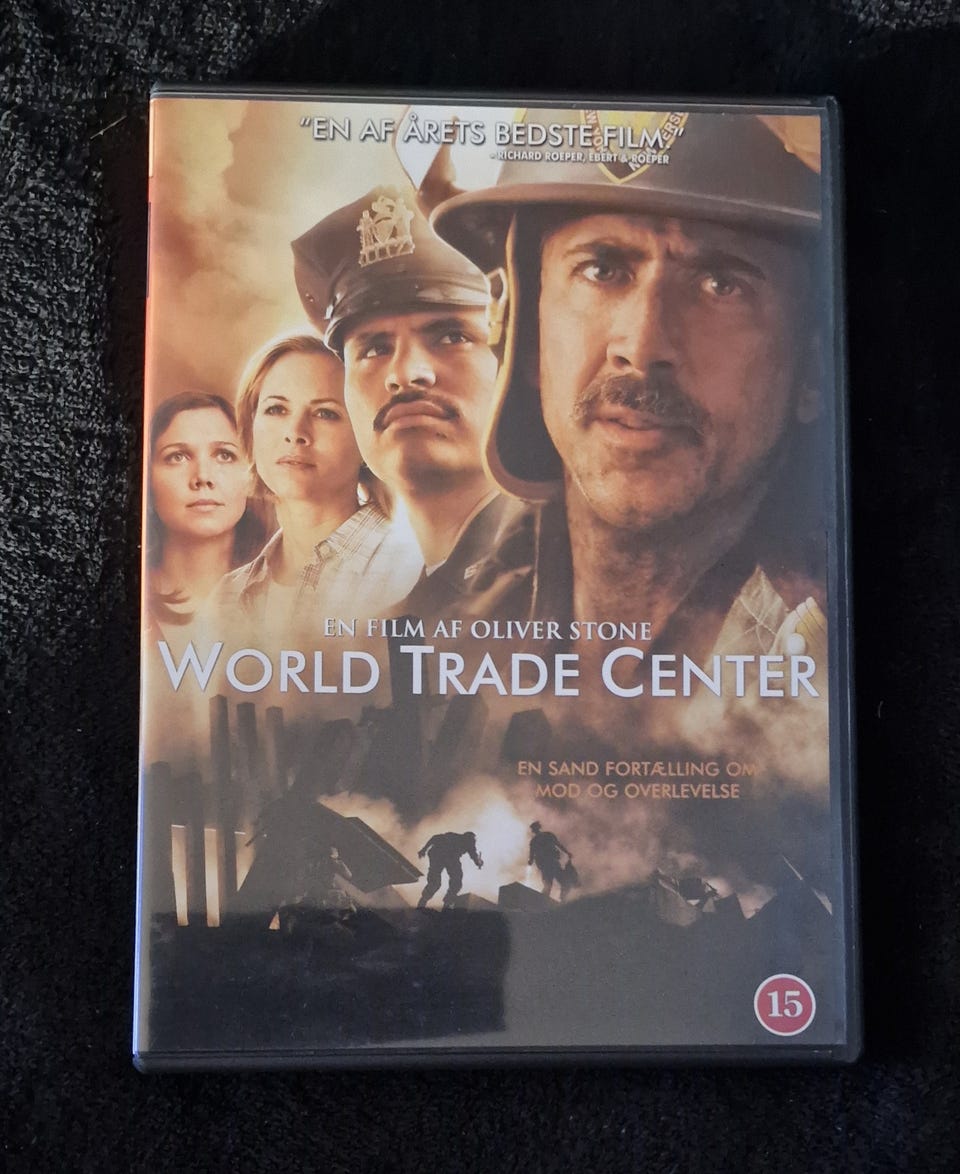 "EN AF ÅRETS BEDSTE FILM."
- RICHARD ROEPER, EBERT & ROEPER
EN FILM AF OLIVER STONE
WORLD TRADE CENTER
EN SAND FORTÆLLING OM
MOD OG OVERLEVELSE
15